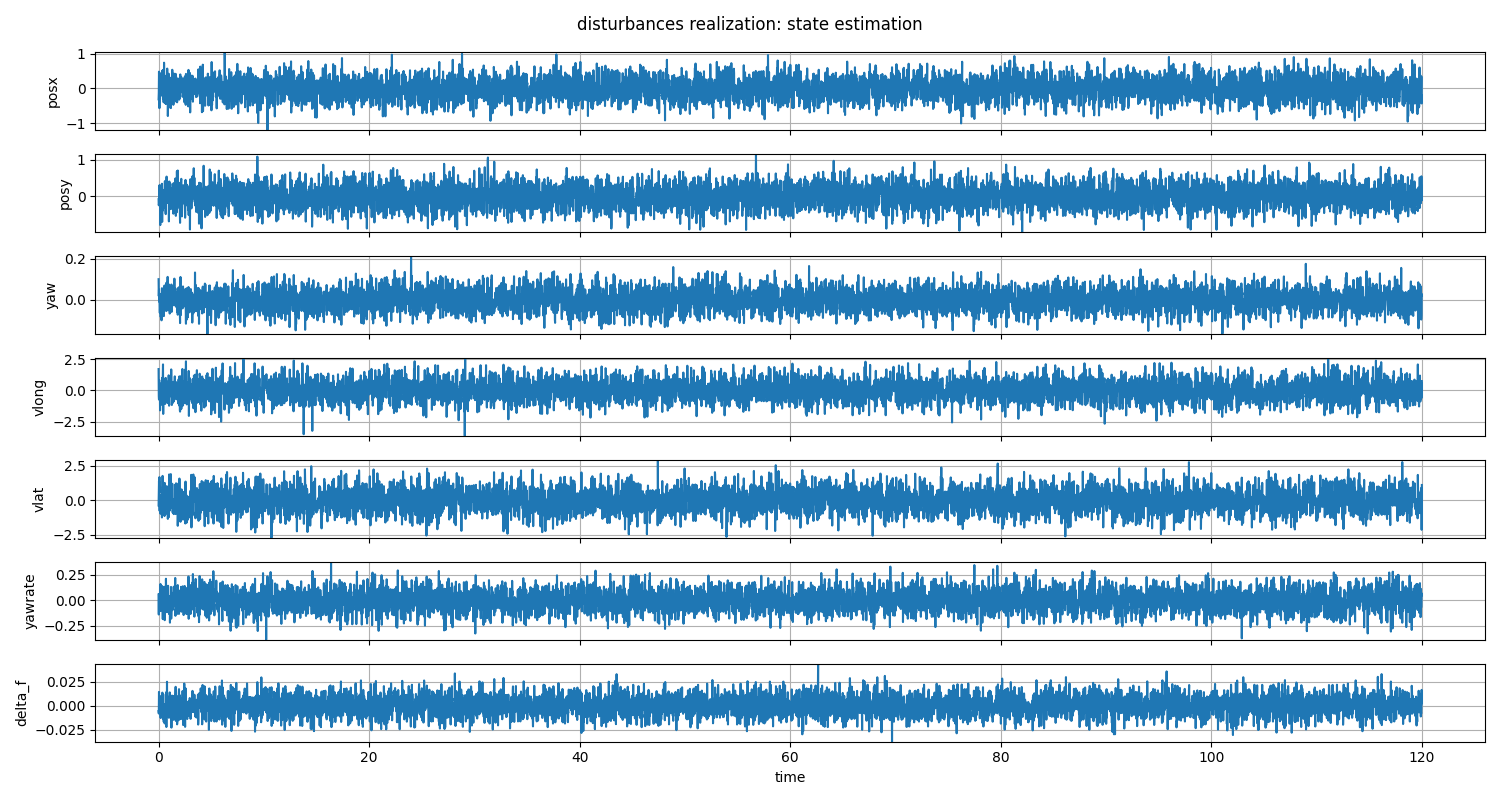 disturbances realization: state estimation
1
0
−1
posx
1
0
posy
0.2
0.0
yaw
2.5
0.0
−2.5
vlong
2.5
0.0
−2.5
vlat
0.25
0.00
−0.25
yawrate
0.025
0.000
−0.025
delta_f
0 20 40 60 80 100 120
time